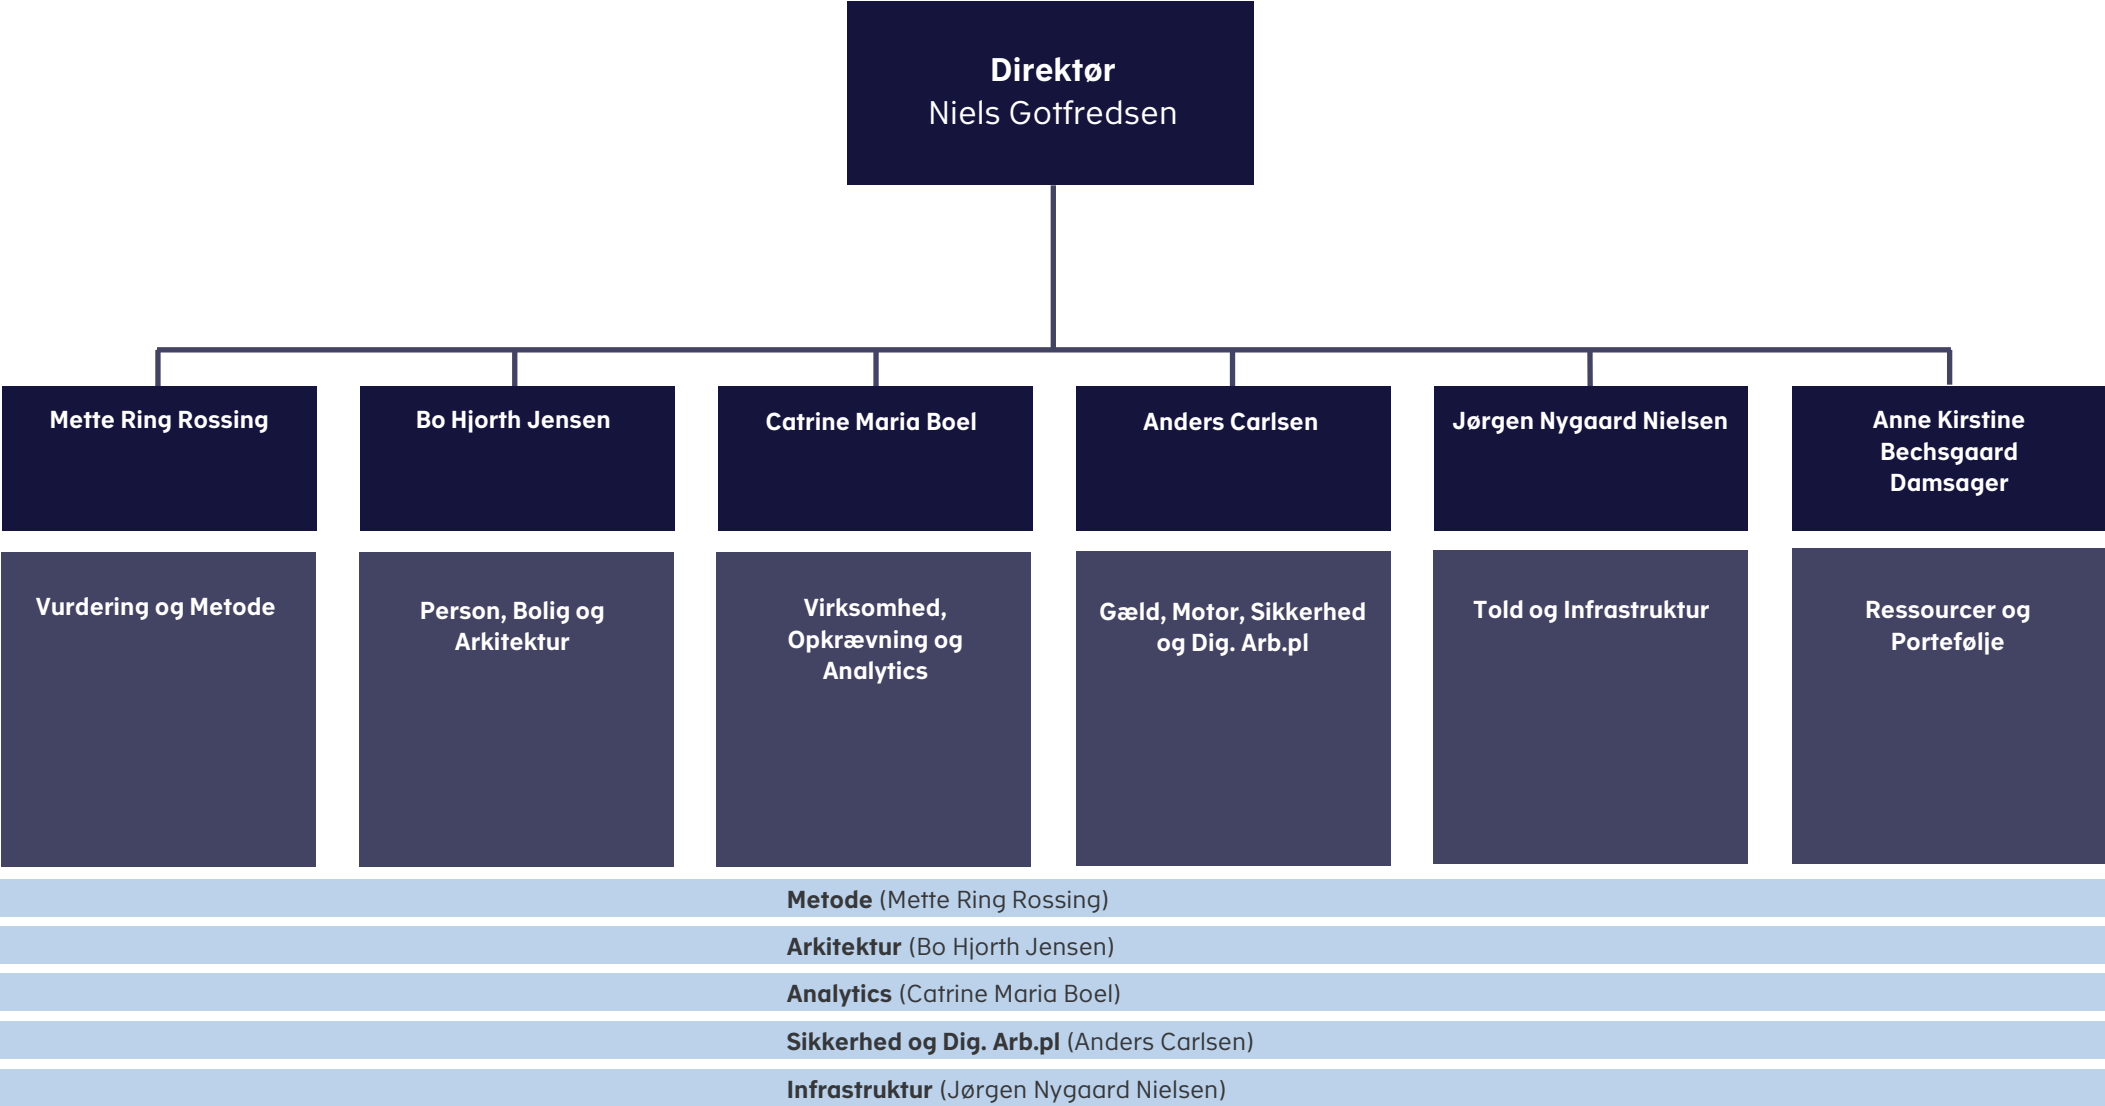 Direktør
Niels Gotfredsen
Mette Ring Rossing
Bo Hjorth Jensen
Catrine Maria Boel
Anders Carlsen
Jørgen Nygaard Nielsen
Anne Kirstine
Bechsgaard
Damsager
Vurdering og Metode
Person, Bolig og
Arkitektur
Virksomhed,
Opkrævning og
Analytics
Gæld, Motor, Sikkerhed
og Dig. Arb.pl
Told og Infrastruktur
Ressourcer og
Portefølje
Metode (Mette Ring Rossing)
Arkitektur (Bo Hjorth Jensen)
Analytics (Catrine Maria Boel)
Sikkerhed og Dig. Arb.pl (Anders Carlsen)
Infrastruktur (Jørgen Nygaard Nielsen)